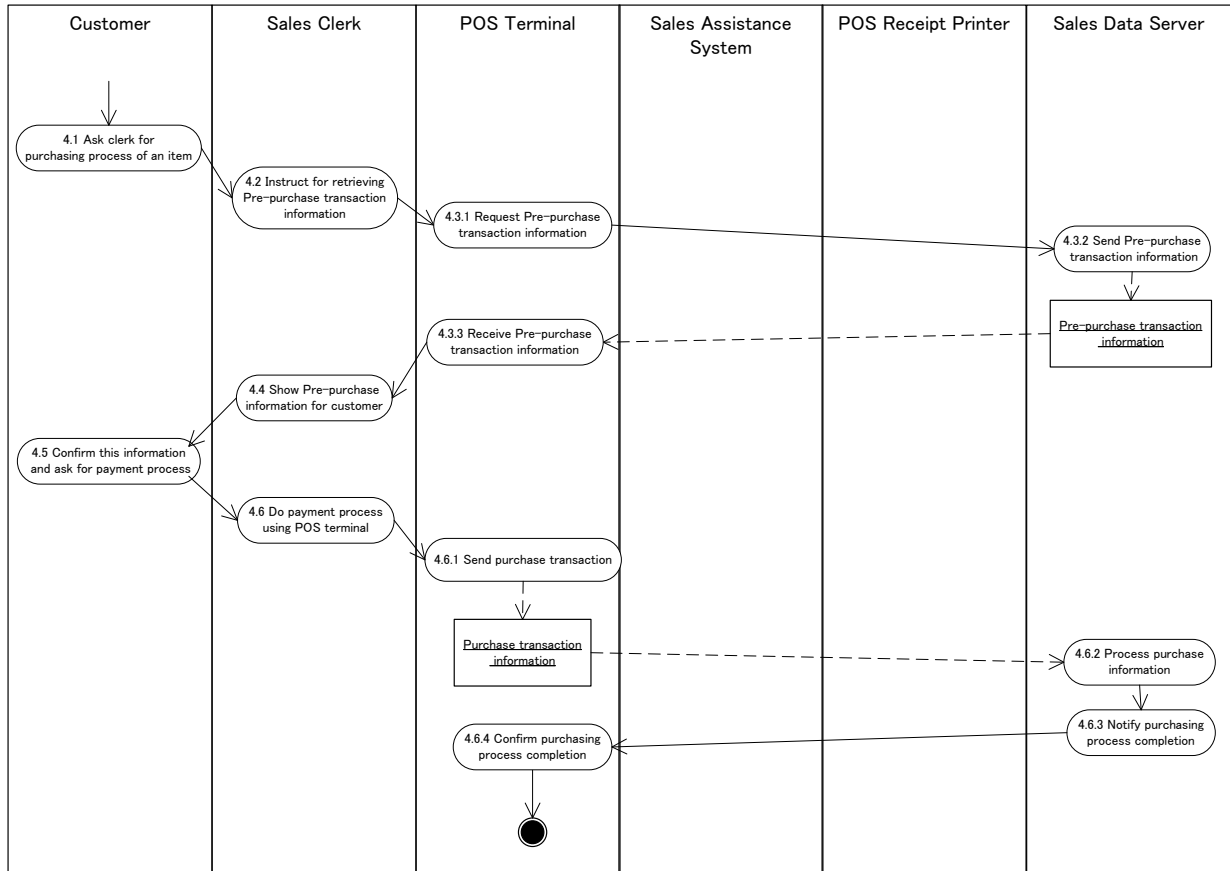 Customer
Sales Clerk
POS Terminal
Sales Assistance
System
POS Receipt Printer
Sales Data Server
4.1 Ask clerk for
purchasing process of an item
4.2 Instruct for retrieving
Pre-purchase transaction
information
4.3.1 Request Pre-purchase
transaction information
4.3.2 Send Pre-purchase
transaction information
Pre-purchase transaction
information
4.3.3 Receive Pre-purchase
transaction information
4.4 Show Pre-purchase
information for customer
4.5 Confirm this information
and ask for payment process
4.6 Do payment process
using POS terminal
4.6.1 Send purchase transaction
Purchase transaction
information
4.6.2 Process purchase
information
4.6.3 Notify purchasing
process completion
4.6.4 Confirm purchasing
process completion